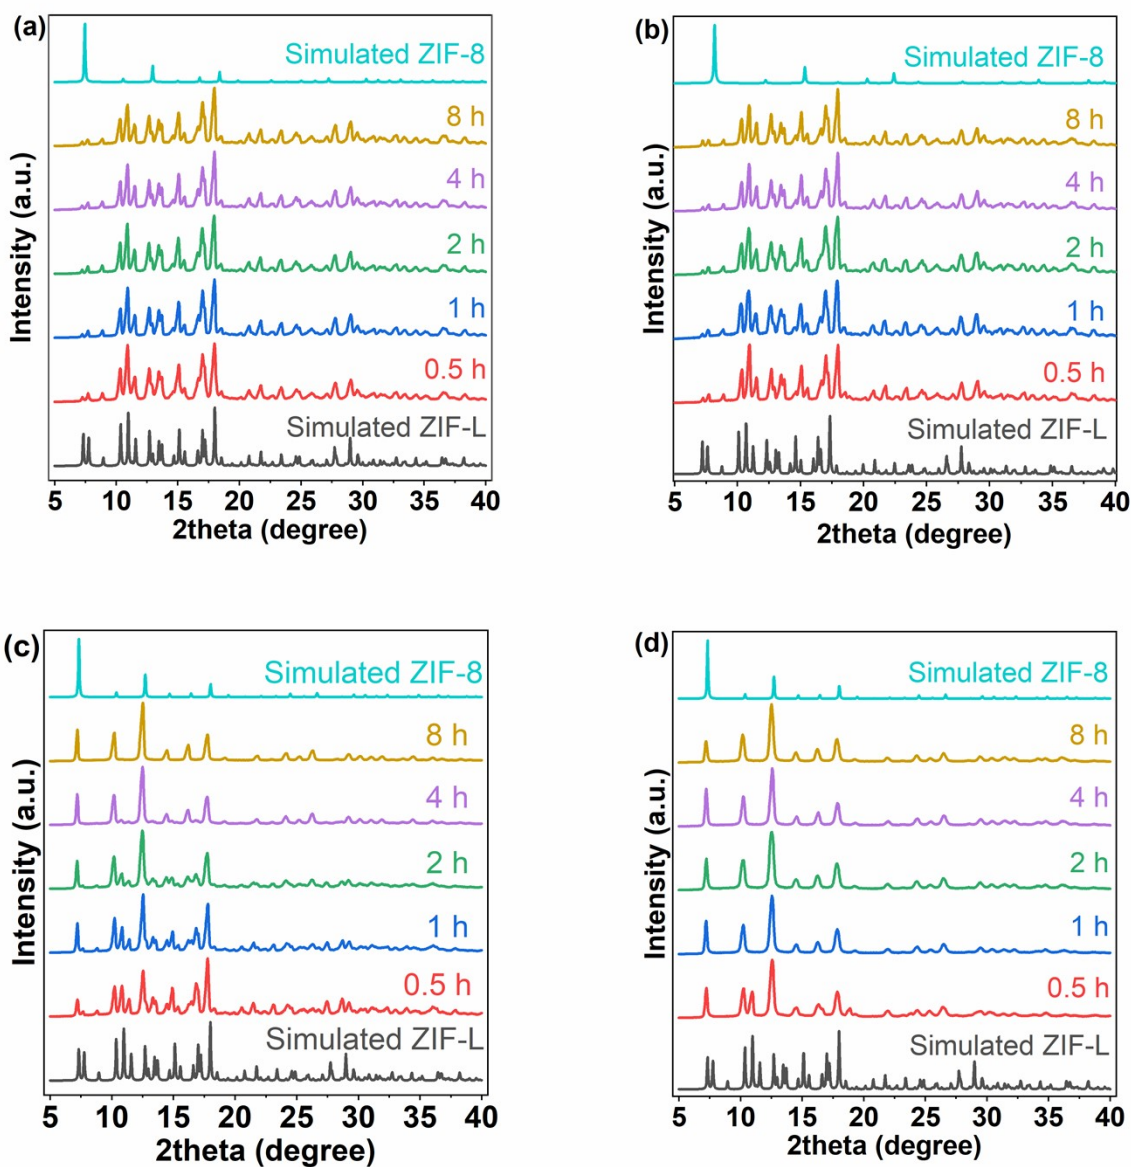 (a)
Simulated ZIF-8
8 h
4 h
2 h
1 h
0.5 h
Simulated ZIF-L
Intensity (a.u.)
5 10 15 20 25 30 35 40
2theta (degree)
(b)
Simulated ZIF-8
8 h
4 h
2 h
1 h
0.5 h
Simulated ZIF-L
Intensity (a.u.)
5 10 15 20 25 30 35 40
2theta (degree)
(c)
Simulated ZIF-8
8 h
4 h
2 h
1 h
0.5 h
Simulated ZIF-L
Intensity (a.u.)
5 10 15 20 25 30 35 40
2theta (degree)
(d)
Simulated ZIF-8
8 h
4 h
2 h
1 h
0.5 h
Simulated ZIF-L
Intensity (a.u.)
5 10 15 20 25 30 35 40
2theta (degree)